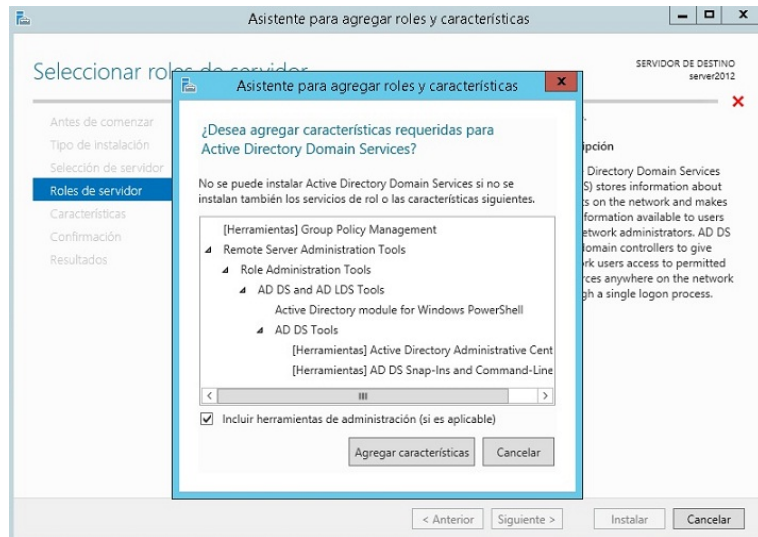 Asistente para agregar roles y características
Seleccionar roles de servidor
SERVIDOR DE DESTINO
server2012
Antes de comenzar
Tipo de instalación
Selección de servidor
Roles de servidor
Características
Confirmación
Resultados
Asistente para agregar roles y características
¿Desea agregar características requeridas para
Active Directory Domain Services?
No se puede instalar Active Directory Domain Services si no se
instalan también los servicios de rol o las características siguientes.
[Herramientas] Group Policy Management
Remote Server Administration Tools
Role Administration Tools
AD DS and AD LDS Tools
Active Directory module for Windows PowerShell
AD DS Tools
[Herramientas] Active Directory Administrative Cent
[Herramientas] AD DS Snap-Ins and Command-Line
Incluir herramientas de administración (si es aplicable)
Agregar características
Cancelar
ipción
Directory Domain Services
S) stores information about
s on the network and makes
formation available to users
etwork administrators. AD DS
omain controllers to give
rk users access to permitted
rces anywhere on the network
gh a single logon process.
< Anterior
Siguiente >
Instalar
Cancelar